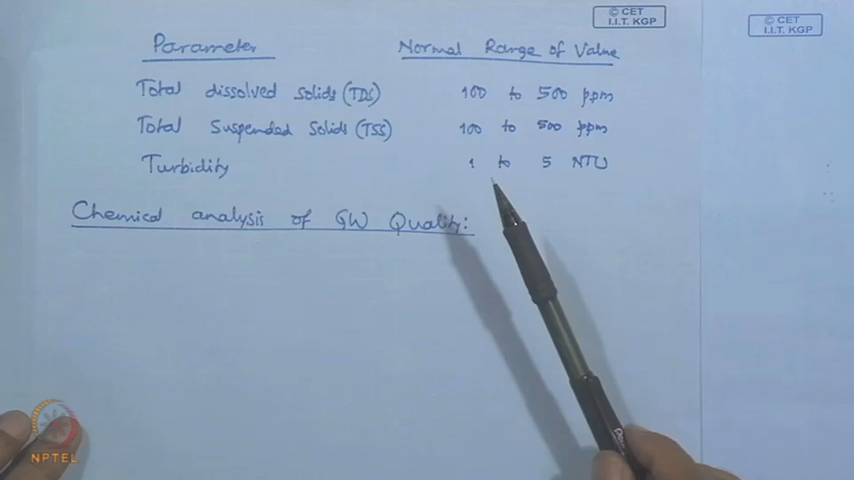 © CET
I.I.T. KGP
© CET
I.I.T. KGP
Parameter Normal Range of Value
Total dissolved solids (TDS) 100 to 500 ppm
Total Suspended Solids (TSS) 100 to 500 ppm
Turbidity 1 to 5 NTU
Chemical analysis of GW Quality:
NPTEL